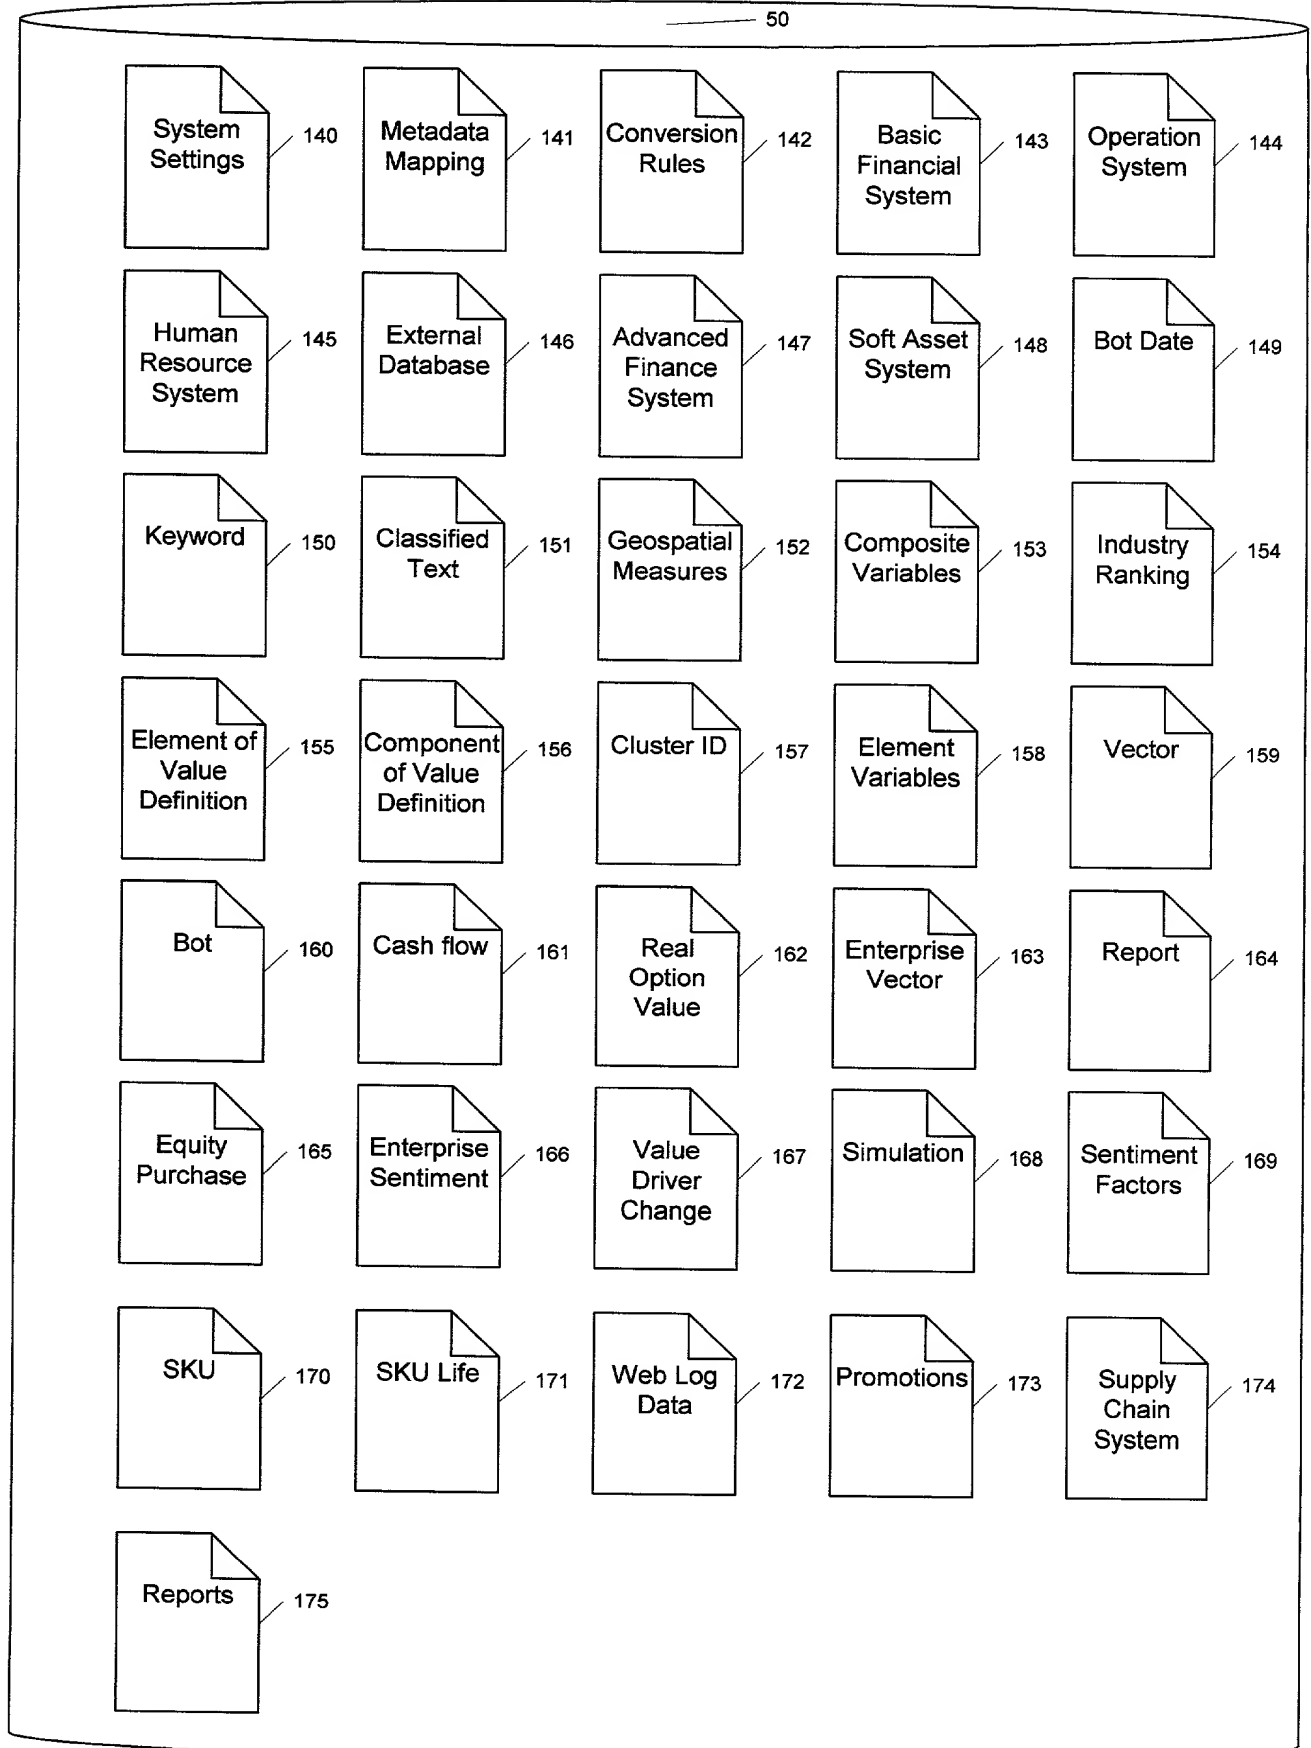 50
System
Settings
140
Metadata
Mapping
141
Conversion
Rules
142
Basic
Financial
System
143
Operation
System
144
Human
Resource
System
145
External
Database
146
Advanced
Finance
System
147
Soft Asset
System
148
Bot Date
149
Keyword
150
Classified
Text
151
Geospatial
Measures
152
Composite
Variables
153
Industry
Ranking
154
Element of
Value
Definition
155
Component
of Value
Definition
156
Cluster ID
157
Element
Variables
158
Vector
159
Bot
160
Cash flow
161
Real
Option
Value
162
Enterprise
Vector
163
Report
164
Equity
Purchase
165
Enterprise
Sentiment
166
Value
Driver
Change
167
Simulation
168
Sentiment
Factors
169
SKU
170
SKU Life
171
Web Log
Data
172
Promotions
173
Supply
Chain
System
174
Reports
175